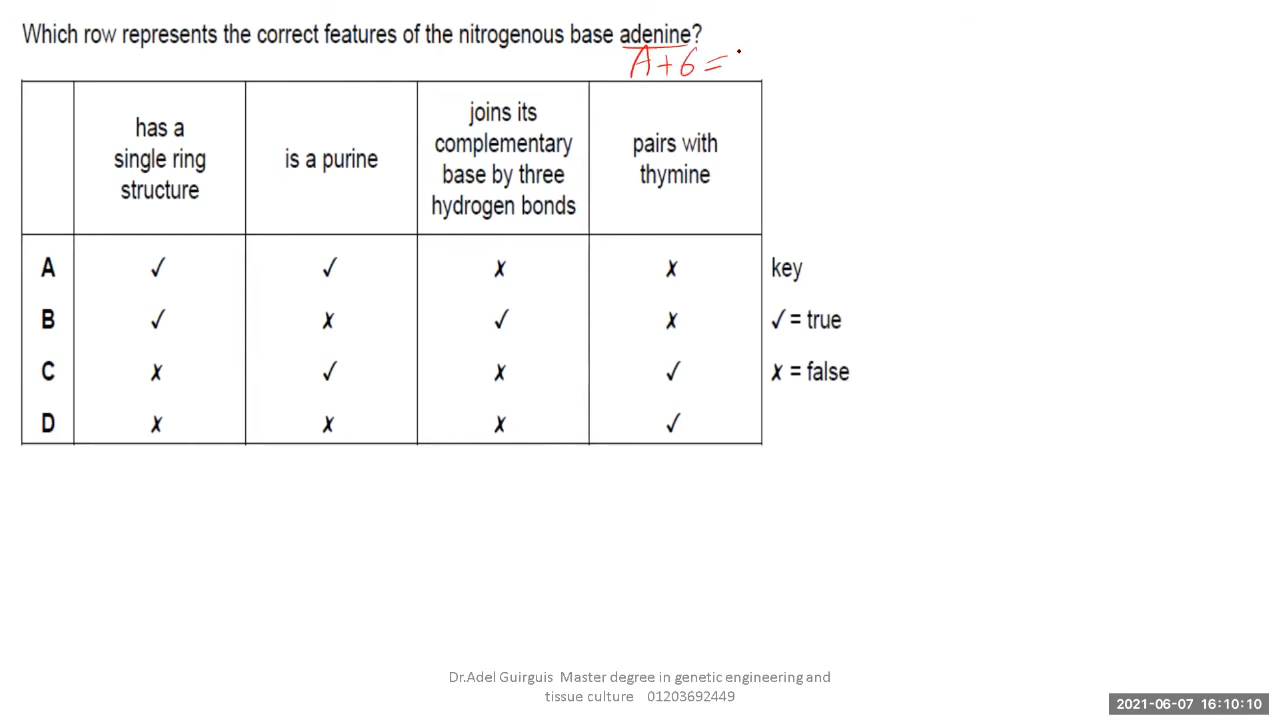 Which row represents the correct features of the nitrogenous base adenine?
A+6=
has a
single ring
structure
is a purine
joins its
complementary
base by three
hydrogen bonds
pairs with
thymine
A ✓ ✓ ✗ ✗ key
B ✓ ✗ ✓ ✗ ✓ = true
C ✗ ✓ ✗ ✓ ✗ = false
D ✗ ✗ ✗ ✓
Dr.Adel Guirguis Master degree in genetic engineering and
tissue culture 01203692449
2021-06-07 16:10:10